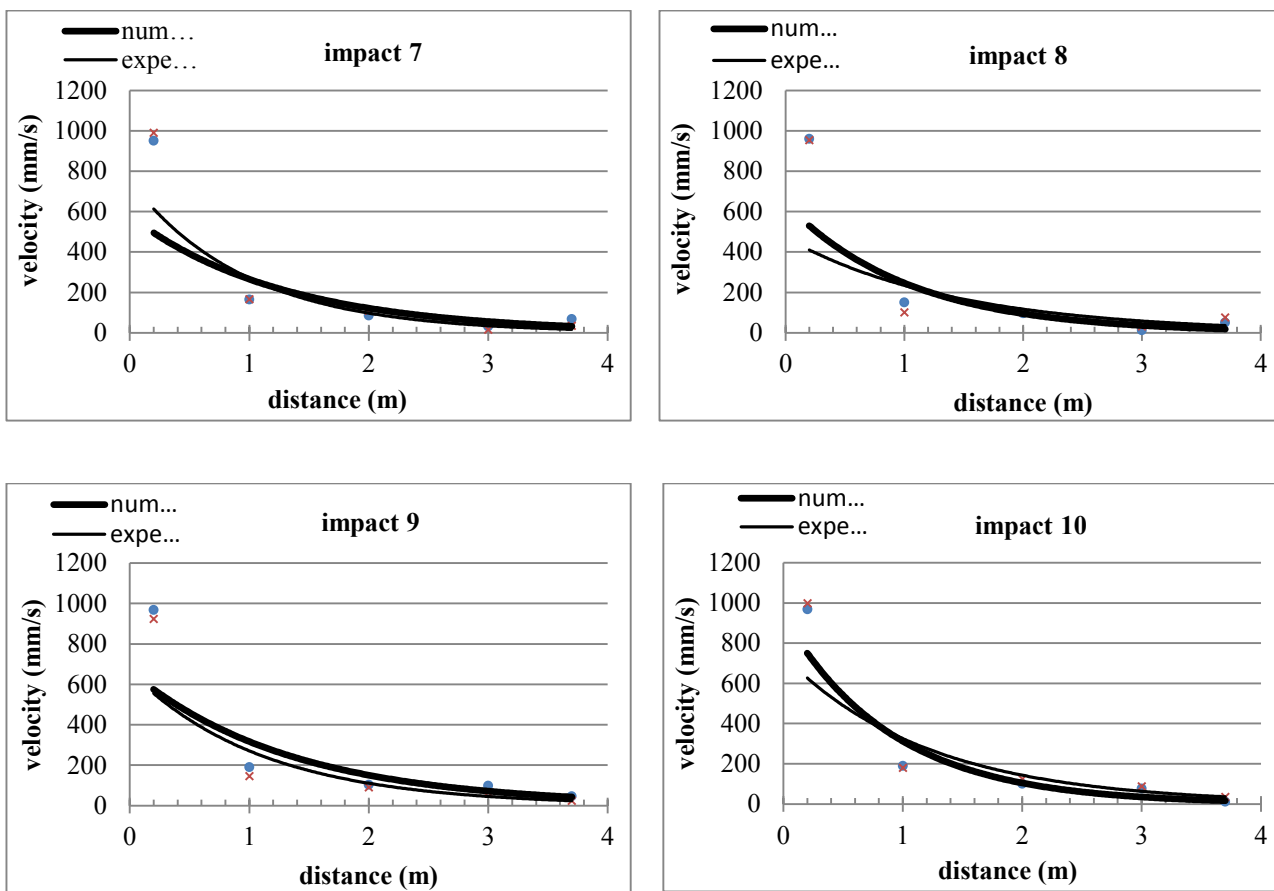 num…
expe…
impact 7
velocity (mm/s)
1200
1000
800
600
400
200
0
0 1 2 3 4
distance (m)
num...
expe...
impact 8
velocity (mm/s)
1200
1000
800
600
400
200
0
0 1 2 3 4
distance (m)
num...
expe...
impact 9
velocity (mm/s)
1200
1000
800
600
400
200
0
0 1 2 3 4
distance (m)
num...
expe...
impact 10
velocity (mm/s)
1200
1000
800
600
400
200
0
0 1 2 3 4
distance (m)